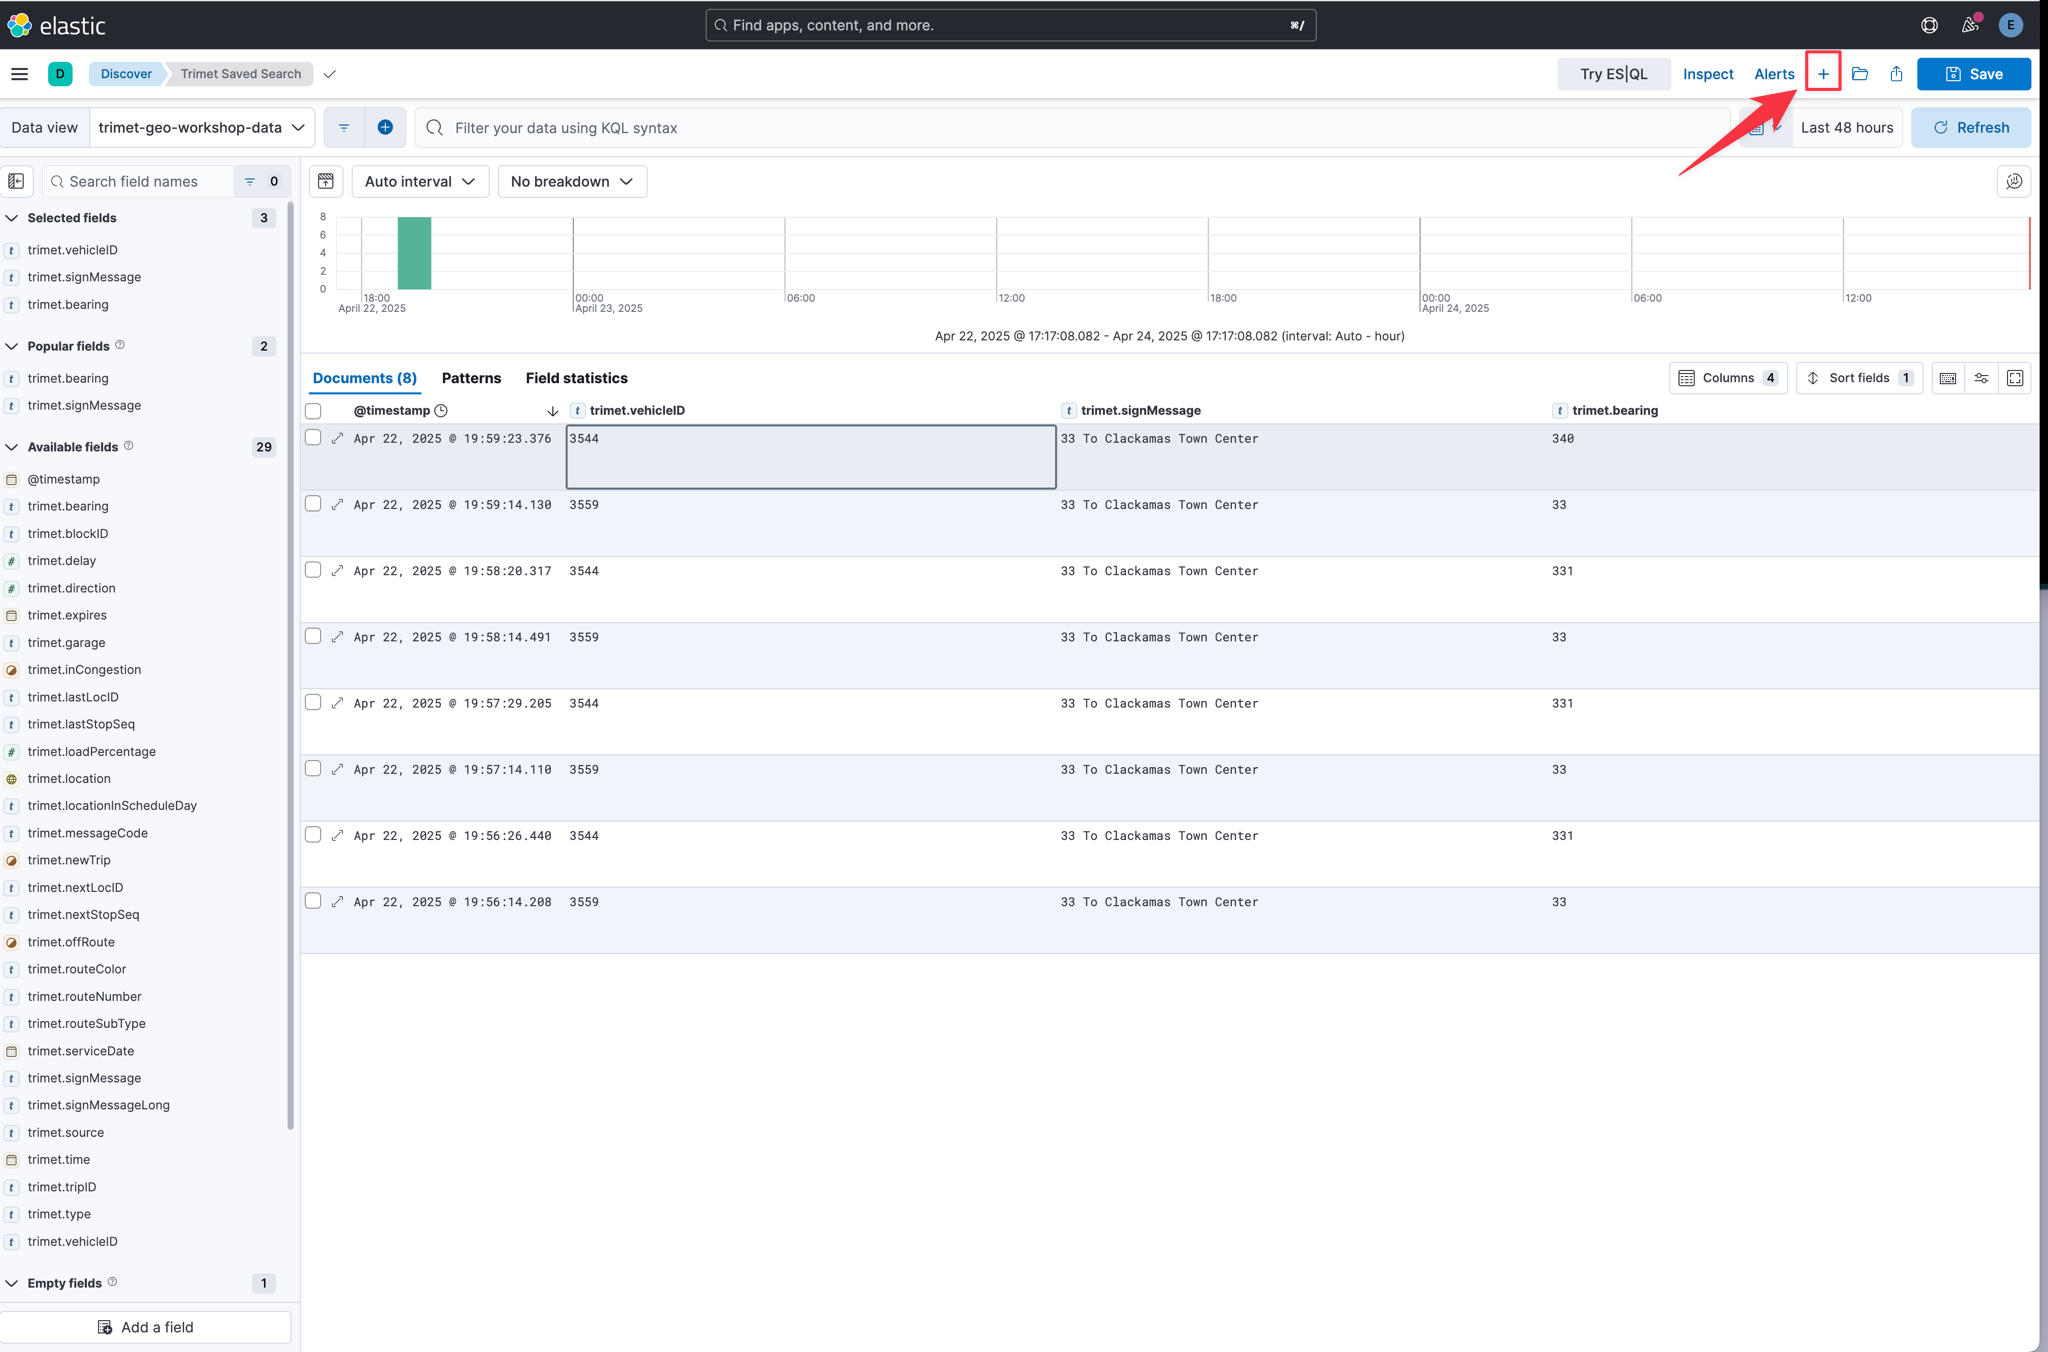 elastic
Find apps, content, and more.
⌘/
E
D
Discover
Trimet Saved Search
Try ES|QL
Inspect
Alerts
Save
Data view
trimet-geo-workshop-data
Filter your data using KQL syntax
Last 48 hours
Refresh
Search field names
0
Auto interval
No breakdown
Selected fields
3
trimet.vehicleID
trimet.signMessage
trimet.bearing
Popular fields
2
trimet.bearing
trimet.signMessage
Available fields
29
@timestamp
trimet.bearing
trimet.blockID
trimet.delay
trimet.direction
trimet.expires
trimet.garage
trimet.inCongestion
trimet.lastLocID
trimet.lastStopSeq
trimet.loadPercentage
trimet.location
trimet.locationInScheduleDay
trimet.messageCode
trimet.newTrip
trimet.nextLocID
trimet.nextStopSeq
trimet.offRoute
trimet.routeColor
trimet.routeNumber
trimet.routeSubType
trimet.serviceDate
trimet.signMessage
trimet.signMessageLong
trimet.source
trimet.time
trimet.tripID
trimet.type
trimet.vehicleID
Empty fields
1
Add a field
8
6
4
2
0
18:00
April 22, 2025
00:00
April 23, 2025
06:00
12:00
18:00
00:00
April 24, 2025
06:00
12:00
Apr 22, 2025 @ 17:17:08.082 - Apr 24, 2025 @ 17:17:08.082 (interval: Auto - hour)
Documents (8)
Patterns
Field statistics
Columns 4
Sort fields 1
@timestamp
trimet.vehicleID
trimet.signMessage
trimet.bearing
Apr 22, 2025 @ 19:59:23.376 3544 33 To Clackamas Town Center 340
Apr 22, 2025 @ 19:59:14.130 3559 33 To Clackamas Town Center 33
Apr 22, 2025 @ 19:58:20.317 3544 33 To Clackamas Town Center 331
Apr 22, 2025 @ 19:58:14.491 3559 33 To Clackamas Town Center 33
Apr 22, 2025 @ 19:57:29.205 3544 33 To Clackamas Town Center 331
Apr 22, 2025 @ 19:57:14.110 3559 33 To Clackamas Town Center 33
Apr 22, 2025 @ 19:56:26.440 3544 33 To Clackamas Town Center 331
Apr 22, 2025 @ 19:56:14.208 3559 33 To Clackamas Town Center 33